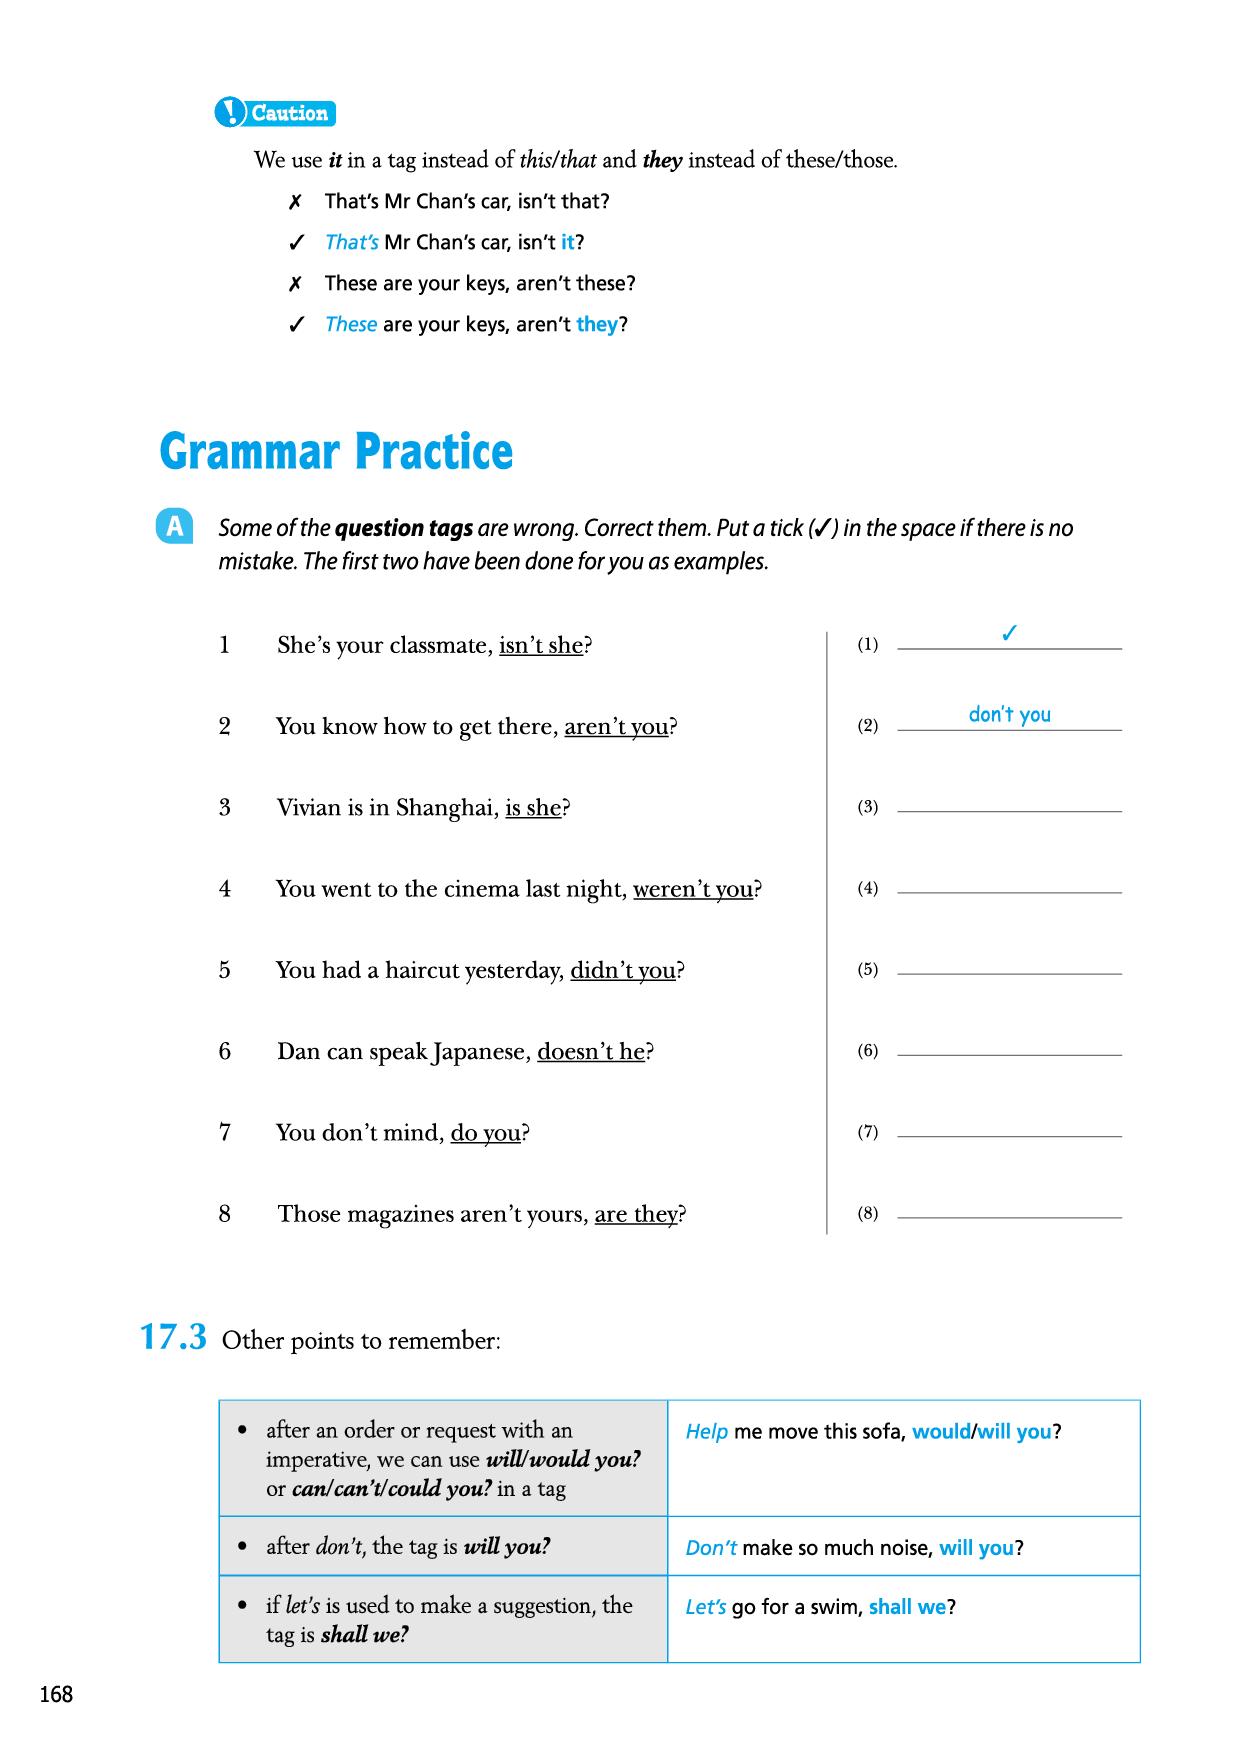 Caution
We use it in a tag instead of this/that and they instead of these/those.
✗ That's Mr Chan's car, isn't that?
✓ That's Mr Chan's car, isn't it?
✗ These are your keys, aren't these?
✓ These are your keys, aren't they?
Grammar Practice
A Some of the question tags are wrong. Correct them. Put a tick (✓) in the space if there is no
mistake. The first two have been done for you as examples.
1 She's your classmate, isn't she? (1) ✓
2 You know how to get there, aren't you? (2) don't you
3 Vivian is in Shanghai, is she? (3)
4 You went to the cinema last night, weren't you? (4)
5 You had a haircut yesterday, didn't you? (5)
6 Dan can speak Japanese, doesn't he? (6)
7 You don't mind, do you? (7)
8 Those magazines aren't yours, are they? (8)
17.3 Other points to remember:
• after an order or request with an
imperative, we can use will/would you?
or can/can't/could you? in a tag
Help me move this sofa, would/will you?
• after don't, the tag is will you?
Don't make so much noise, will you?
• if let's is used to make a suggestion, the
tag is shall we?
Let's go for a swim, shall we?
168